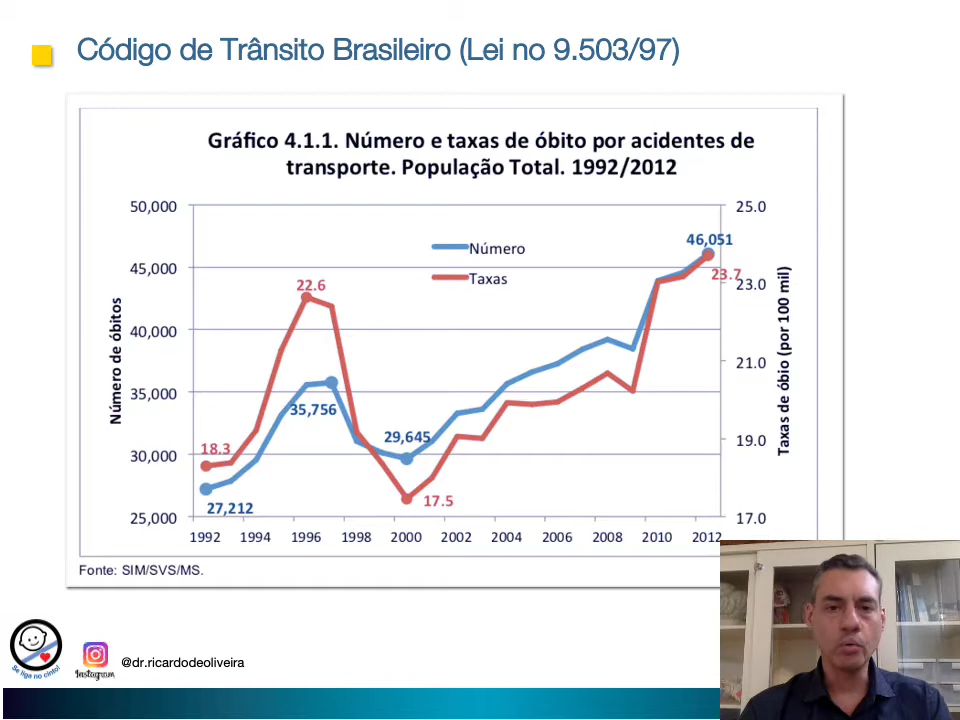 Código de Trânsito Brasileiro (Lei no 9.503/97)
Gráfico 4.1.1. Número e taxas de óbito por acidentes de
transporte. População Total. 1992/2012
50,000
45,000
40,000
35,000
30,000
25,000
Número de óbitos
25.0
23.0
21.0
19.0
17.0
Taxas de óbio (por 100 mil)
Número
Taxas
46,051
23.7
22.6
35,756
29,645
18.3
27,212
17.5
1992 1994 1996 1998 2000 2002 2004 2006 2008 2010 2012
Fonte: SIM/SVS/MS.
Se liga no cinto!
Instagram
@dr.ricardodeoliveira